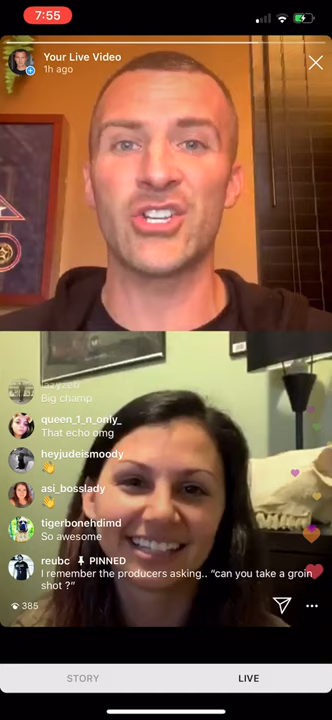 7:55
Your Live Video
1h ago
lazyzeb
Big champ
queen_1_n_only_
That echo omg
heyjudeismoody
👋
asi_bosslady
👋
tigerbonehdimd
So awesome
reubc PINNED
I remember the producers asking.. “can you take a groin
shot ?”
385
STORY LIVE